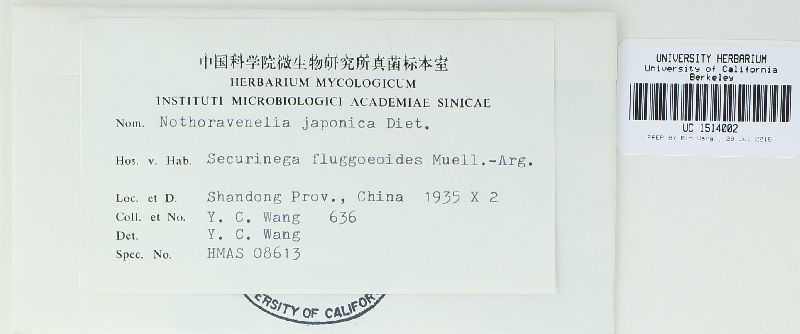 中国科学院微生物研究所真菌标本室
HERBARIUM MYCOLOGICUM
INSTITUTI MICROBIOLOGICI ACADEMIAE SINICAE
Nom. Nothoravenelia japonica Diet.
Hos. v. Hab. Securinega fluggoeoides Muell.-Arg.
Loc. et D. Shandong Prov., China 1935 X 2
Coll. et No. Y. C. Wang 636
Det. Y. C. Wang
Spec. No. HMAS 08613
ERSITY OF CALIFOR
UNIVERSITY HERBARIUM
University of California
Berkeley
UC 1514002